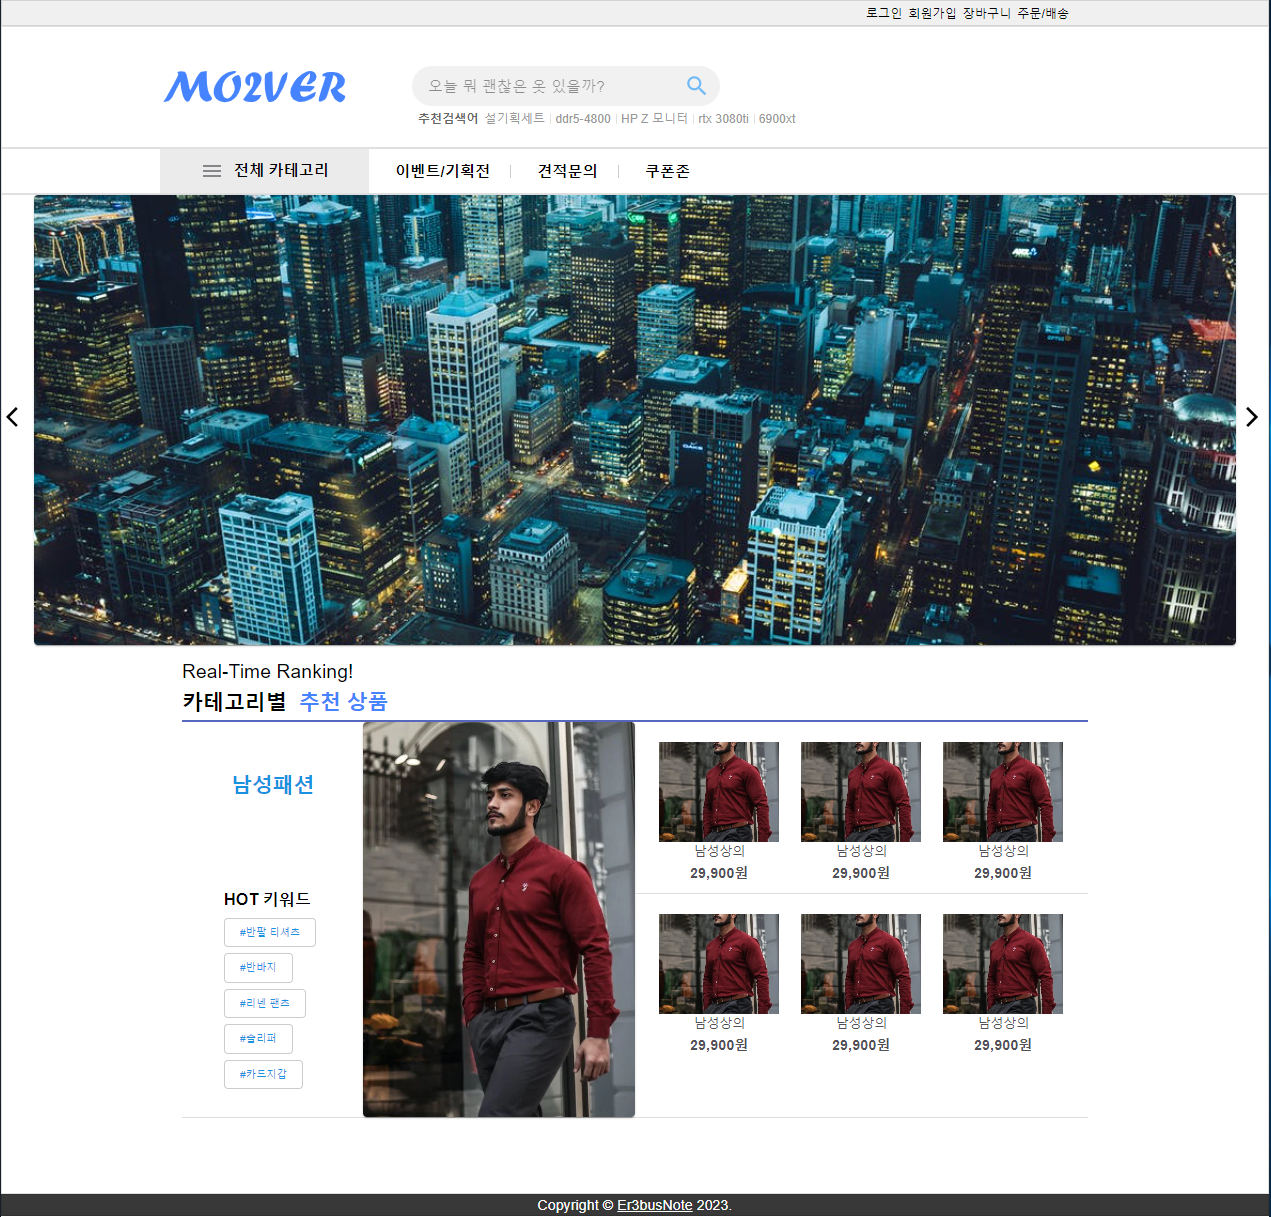 로그인 회원가입 장바구니 주문/배송
MO2VER
오늘 뭐 괜찮은 옷 있을까?
추천검색어 설기획세트 | ddr5-4800 | HP Z 모니터 | rtx 3080ti | 6900xt
전체 카테고리 이벤트/기획전 | 견적문의 | 쿠폰존
Real-Time Ranking!
카테고리별 추천 상품
남성패션
HOT 키워드
#반팔 티셔츠
#반바지
#리넨 팬츠
#슬리퍼
#카드지갑
남성상의 남성상의 남성상의
29,900원 29,900원 29,900원
남성상의 남성상의 남성상의
29,900원 29,900원 29,900원
Copyright © Er3busNote 2023.